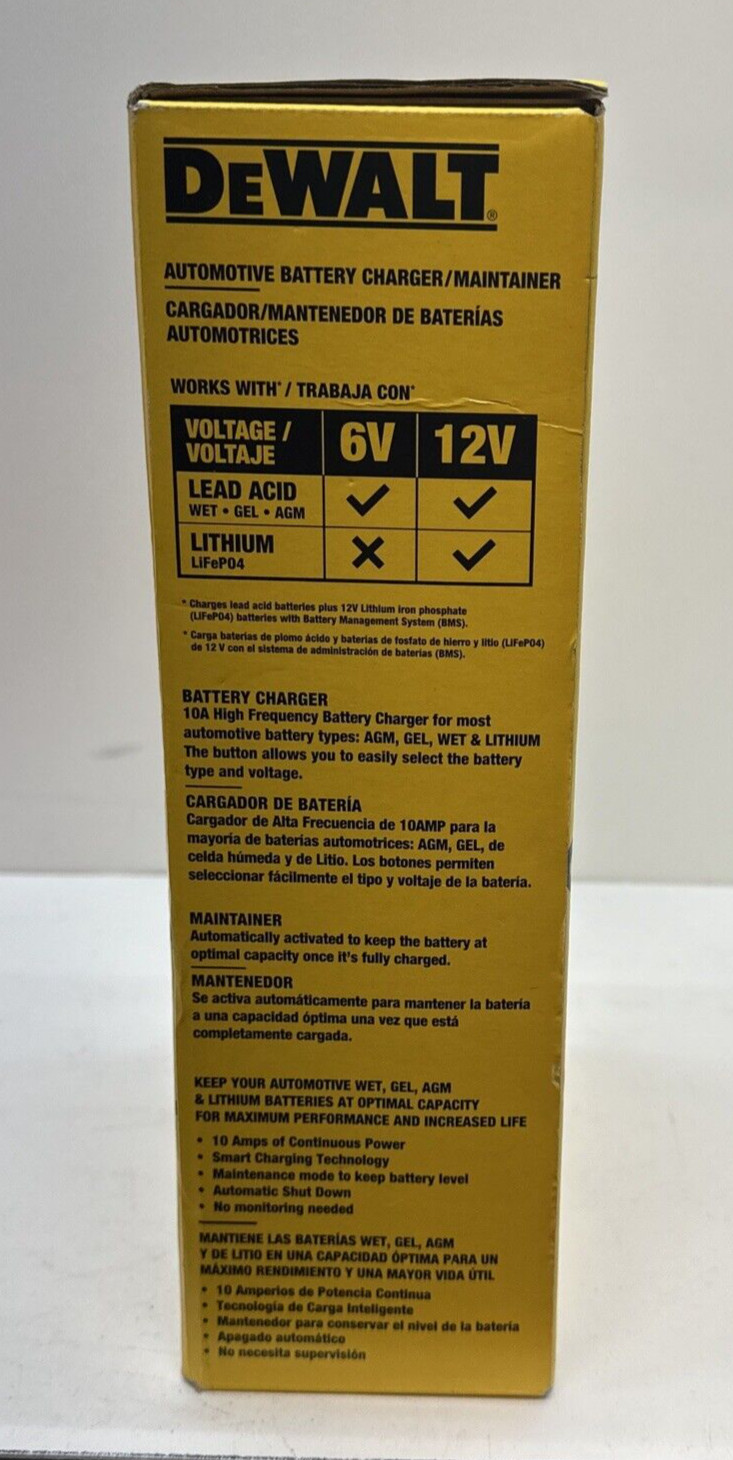 DEWALT®
AUTOMOTIVE BATTERY CHARGER/MAINTAINER
CARGADOR/MANTENEDOR DE BATERÍAS
AUTOMOTRICES
WORKS WITH* / TRABAJA CON*
VOLTAGE / 6V 12V
VOLTAJE
LEAD ACID ✓ ✓
WET • GEL • AGM
LITHIUM ✕ ✓
LiFePO4
* Charges lead acid batteries plus 12V Lithium iron phosphate
(LiFePO4) batteries with Battery Management System (BMS).
* Carga baterias de plomo ácido y baterias de fosfato de hierro y litio (LiFePO4)
de 12 V con el sistema de administración de baterias (BMS).
BATTERY CHARGER
10A High Frequency Battery Charger for most
automotive battery types: AGM, GEL, WET & LITHIUM
The button allows you to easily select the battery
type and voltage.
CARGADOR DE BATERÍA
Cargador de Alta Frecuencia de 10AMP para la
mayoría de baterías automotrices: AGM, GEL, de
celda húmeda y de Litio. Los botones permiten
seleccionar fácilmente el tipo y voltaje de la batería.
MAINTAINER
Automatically activated to keep the battery at
optimal capacity once it's fully charged.
MANTENEDOR
Se activa automáticamente para mantener la batería
a una capacidad óptima una vez que está
completamente cargada.
KEEP YOUR AUTOMOTIVE WET, GEL, AGM
& LITHIUM BATTERIES AT OPTIMAL CAPACITY
FOR MAXIMUM PERFORMANCE AND INCREASED LIFE
• 10 Amps of Continuous Power
• Smart Charging Technology
• Maintenance mode to keep battery level
• Automatic Shut Down
• No monitoring needed
MANTIENE LAS BATERÍAS WET, GEL, AGM
Y DE LITIO EN UNA CAPACIDAD ÓPTIMA PARA UN
MÁXIMO RENDIMIENTO Y UNA MAYOR VIDA ÚTIL
• 10 Amperios de Potencia Continua
• Tecnología de Carga Inteligente
• Mantenedor para conservar el nivel de la batería
• Apagado automático
• No necesita supervisión